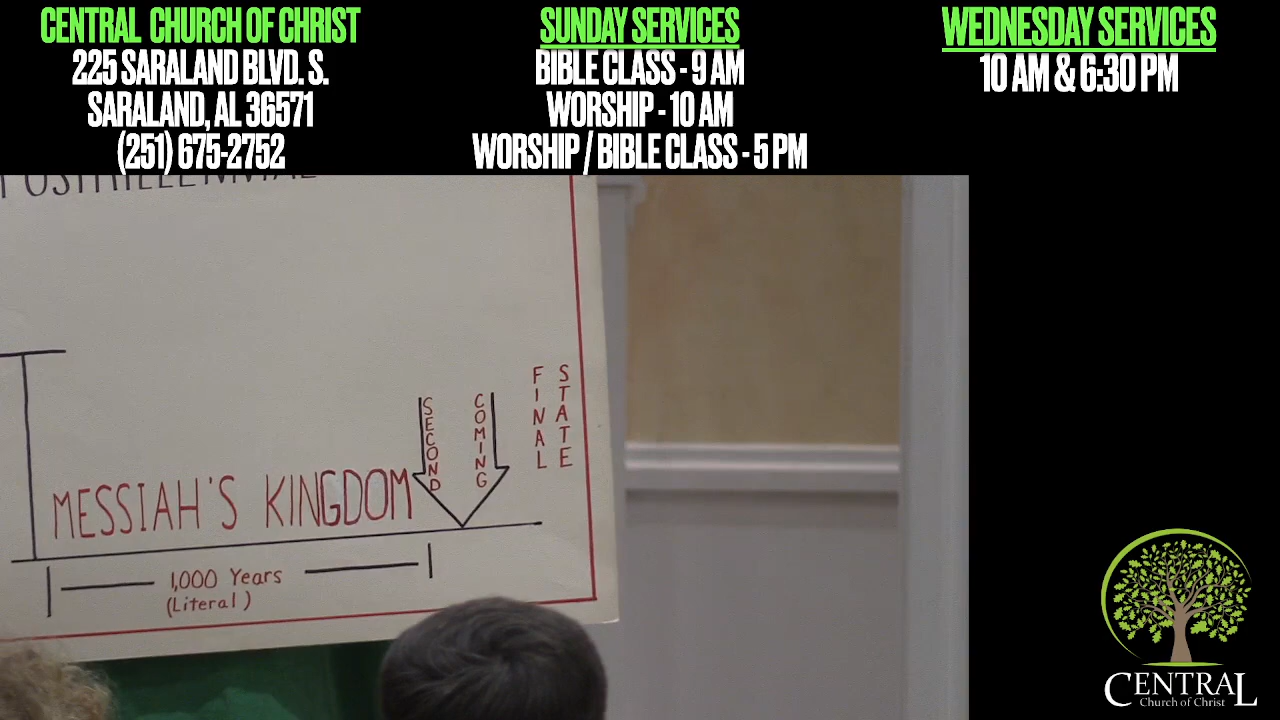 CENTRAL CHURCH OF CHRIST
225 SARALAND BLVD. S.
SARALAND, AL 36571
(251) 675-2752
SUNDAY SERVICES
BIBLE CLASS - 9 AM
WORSHIP - 10 AM
WORSHIP / BIBLE CLASS - 5 PM
WEDNESDAY SERVICES
10 AM & 6:30 PM
SECOND
COMING
FINAL
STATE
MESSIAH'S KINGDOM
1,000 Years
(Literal)
CENTRAL
Church of Christ